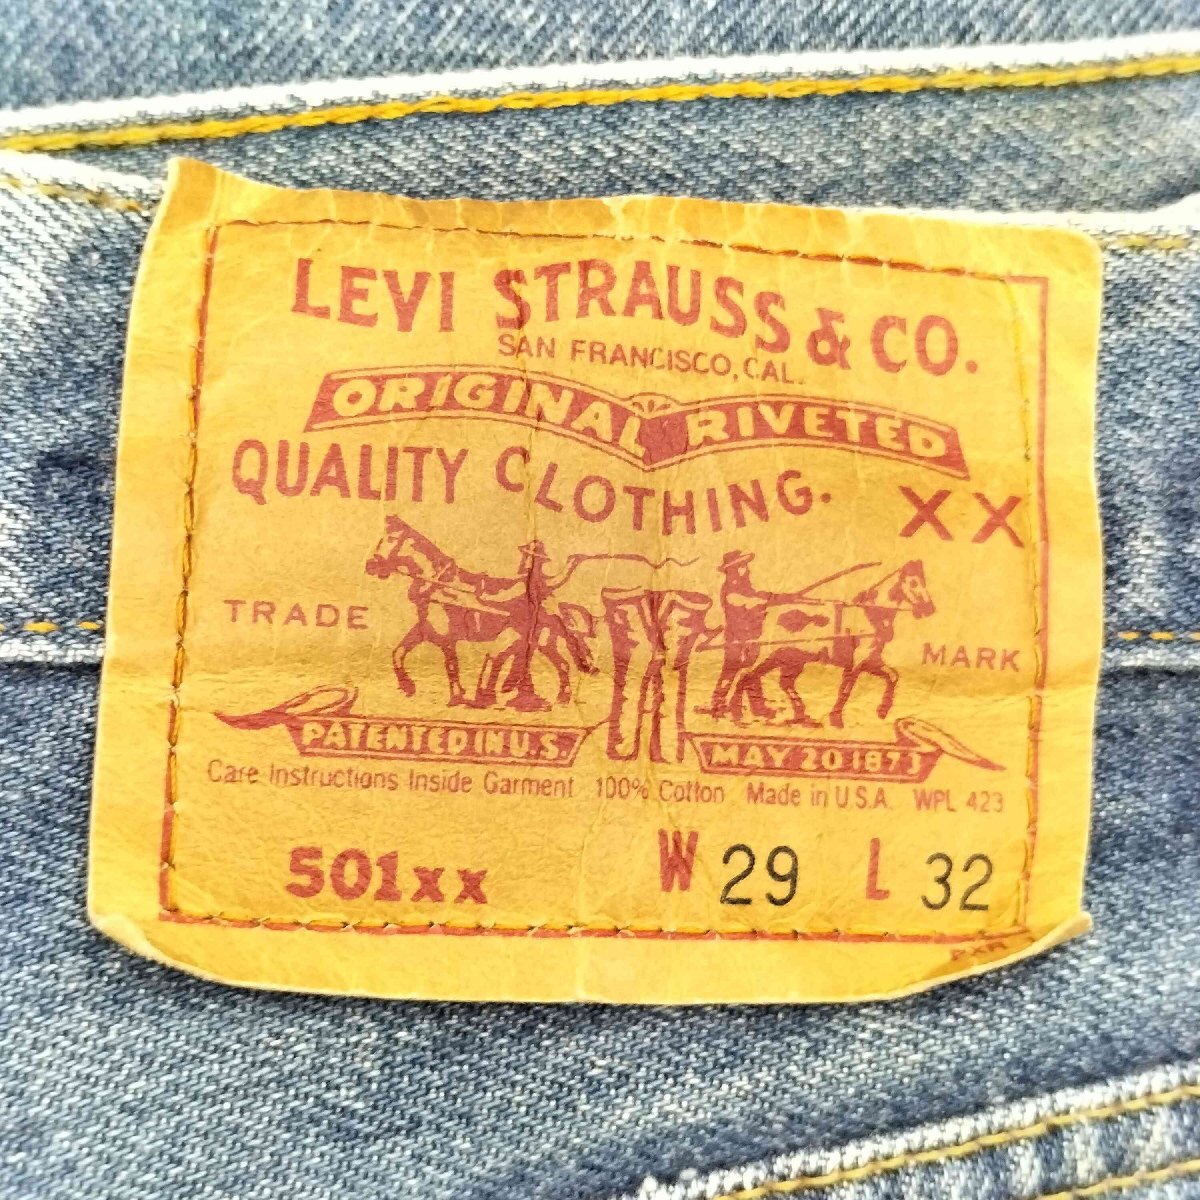 LEVI STRAUSS & CO.
SAN FRANCISCO, CAL.
ORIGINAL RIVETED
QUALITY CLOTHING.
XX
TRADE MARK
PATENTED IN U.S. MAY 20 1873
Care Instructions Inside Garment 100% Cotton Made in U.S.A. WPL 423
501xx W 29 L 32